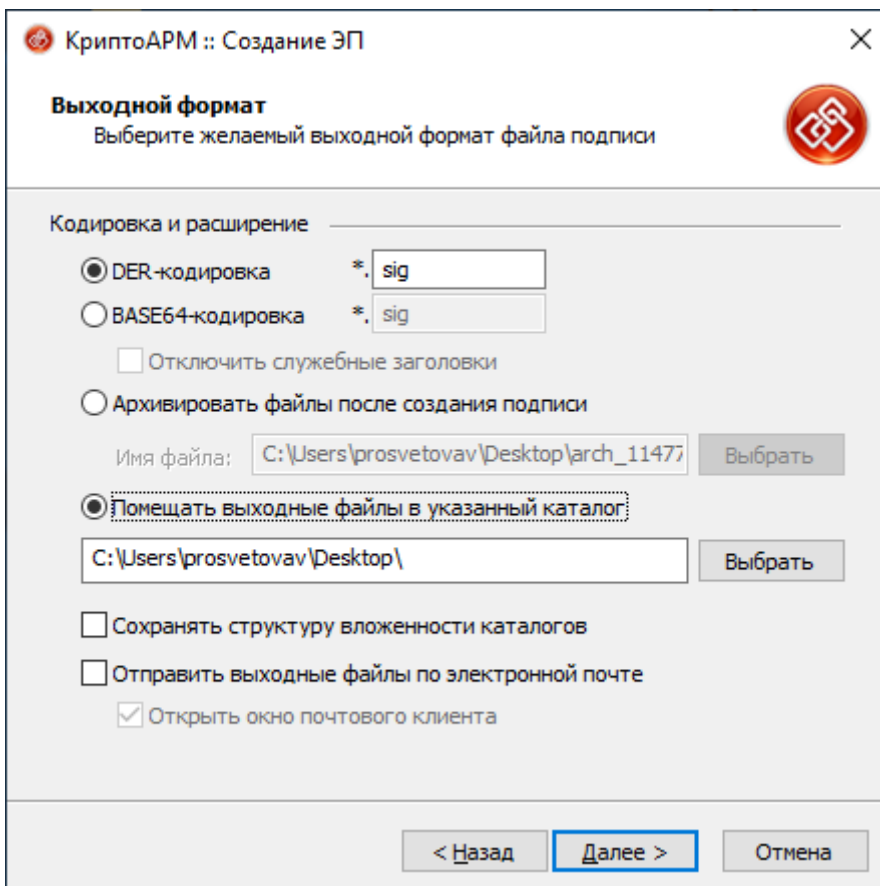 КриптоАРМ :: Создание ЭП
Выходной формат
Выберите желаемый выходной формат файла подписи
Кодировка и расширение
DER-кодировка *. sig
BASE64-кодировка *. sig
Отключить служебные заголовки
Архивировать файлы после создания подписи
Имя файла: C:\Users\prosvetovav\Desktop\arch_11477 Выбрать
Помещать выходные файлы в указанный каталог
C:\Users\prosvetovav\Desktop\ Выбрать
Сохранять структуру вложенности каталогов
Отправить выходные файлы по электронной почте
Открыть окно почтового клиента
< Назад Далее > Отмена